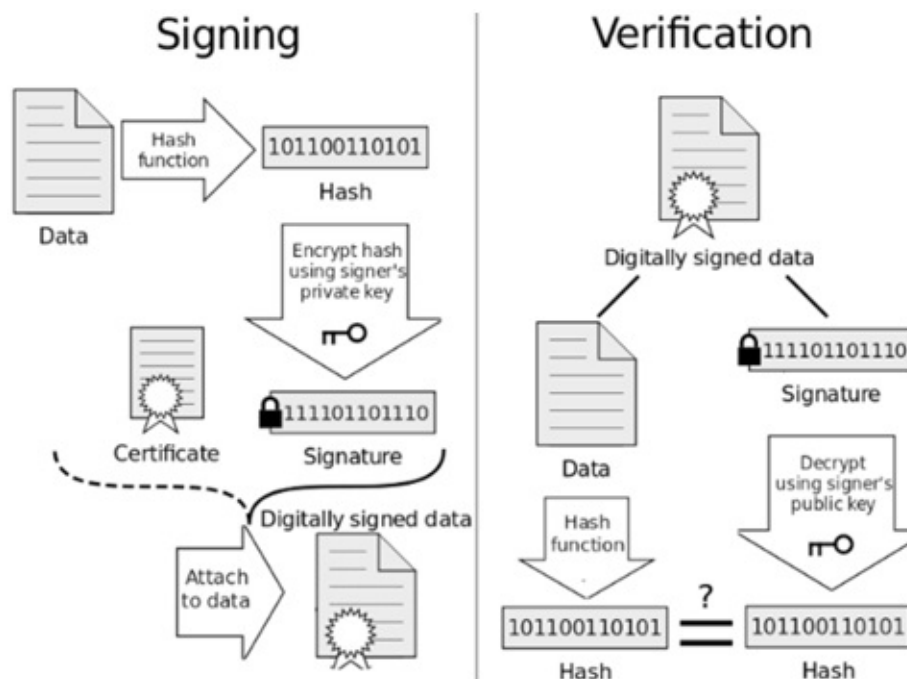 Signing
Hash
function
101100110101
Hash
Data
Encrypt hash
using signer's
private key
Certificate
111101101110
Signature
Digitally signed data
Attach
to data
Verification
Digitally signed data
Data
111101101110
Signature
Hash
function
Decrypt
using signer's
public key
101100110101
Hash
?
=
101100110101
Hash